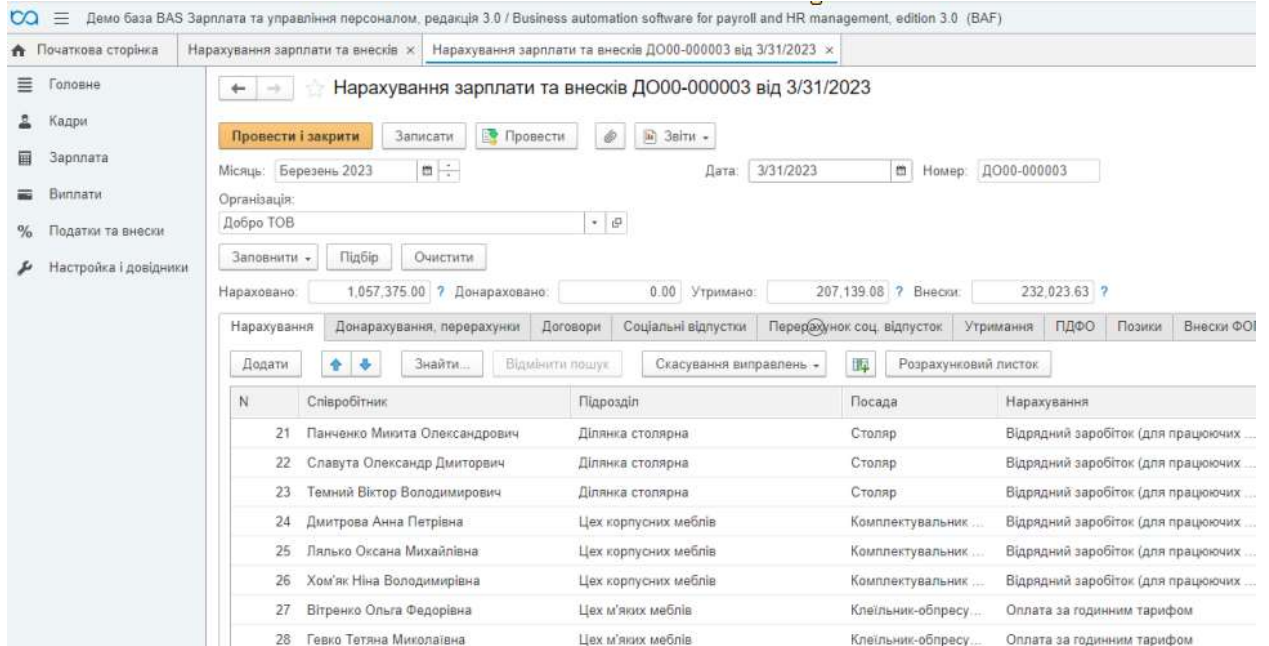 Демо база BAS Зарплата та управління персоналом, редакція 3.0 / Business automation software for payroll and HR management, edition 3.0 (BAF)
Початкова сторінка Нарахування зарплати та внесків × Нарахування зарплати та внесків ДО00-000003 від 3/31/2023 ×
Головне
Кадри
Зарплата
Виплати
Податки та внески
Настройка і довідники
Нарахування зарплати та внесків ДО00-000003 від 3/31/2023
Провести і закрити Записати Провести Звіти
Місяць: Березень 2023 Дата: 3/31/2023 Номер: ДО00-000003
Організація:
Добро ТОВ
Заповнити Підбір Очистити
Нараховано: 1,057,375.00 ? Донараховано: 0.00 Утримано: 207,139.08 ? Внески: 232,023.63 ?
Нарахування Донарахування, перерахунки Договори Соціальні відпустки Перерахунок соц. відпусток Утримання ПДФО Позики Внески ФОП
Додати Знайти... Відмінити пошук Скасування виправлень Розрахунковий листок
N Співробітник Підрозділ Посада Нарахування
21 Панченко Микита Олександрович Ділянка столярна Столяр Відрядний заробіток (для працюючих ...
22 Славута Олександр Дмиторвич Ділянка столярна Столяр Відрядний заробіток (для працюючих ...
23 Темний Віктор Володимирович Ділянка столярна Столяр Відрядний заробіток (для працюючих ...
24 Дмитрова Анна Петрівна Цех корпусних меблів Комплектувальник ... Відрядний заробіток (для працюючих ...
25 Лялько Оксана Михайлівна Цех корпусних меблів Комплектувальник ... Відрядний заробіток (для працюючих ...
26 Хом'як Ніна Володимирівна Цех корпусних меблів Комплектувальник ... Відрядний заробіток (для працюючих ...
27 Вітренко Ольга Федорівна Цех м'яких меблів Клеїльник-обпресу... Оплата за годинним тарифом
28 Гевко Тетяна Миколаївна Цех м'яких меблів Клеїльник-обпресу... Оплата за годинним тарифом